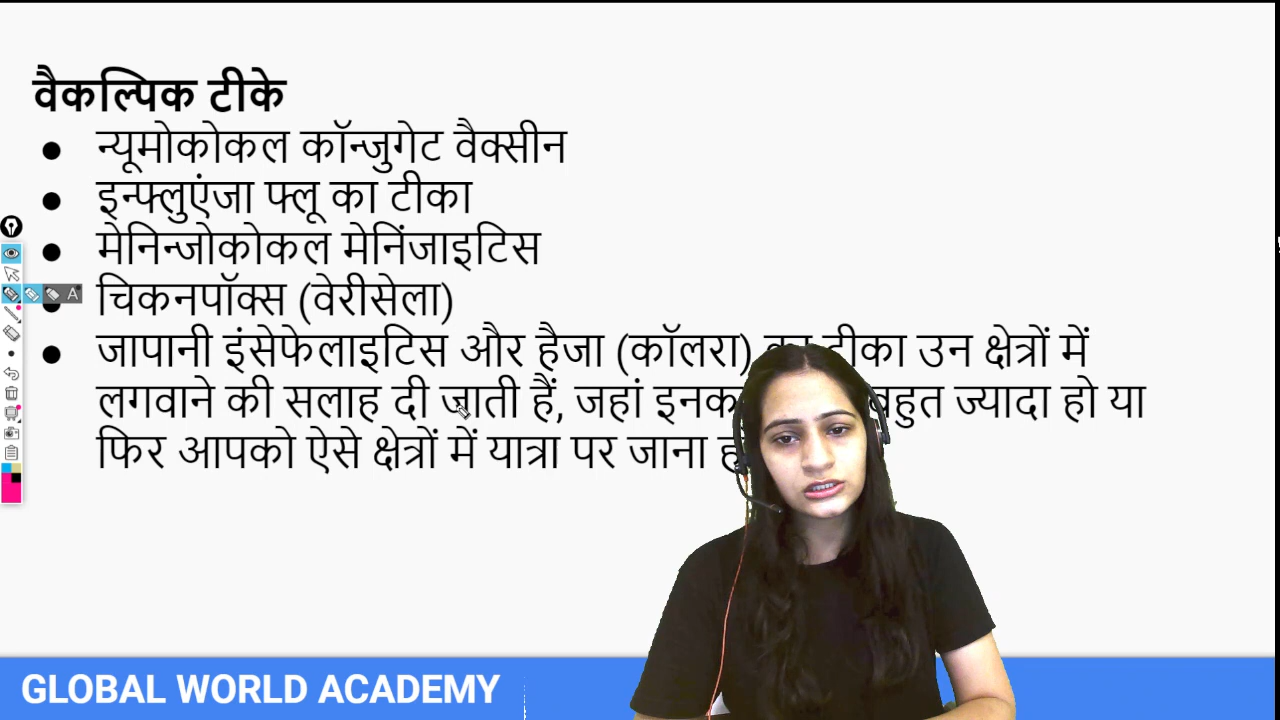 वैकल्पिक टीके
● न्यूमोकोकल कॉन्जुगेट वैक्सीन
● इन्फ्लुएंजा फ्लू का टीका
● मेनिन्जोकोकल मेनिंजाइटिस
● चिकनपॉक्स (वेरीसेला)
● जापानी इंसेफेलाइटिस और हैजा (कॉलरा) का टीका उन क्षेत्रों में
लगवाने की सलाह दी जाती हैं, जहां बहुत ज्यादा हो या
फिर आपको ऐसे क्षेत्रों में यात्रा पर जाना
A
GLOBAL WORLD ACADEMY